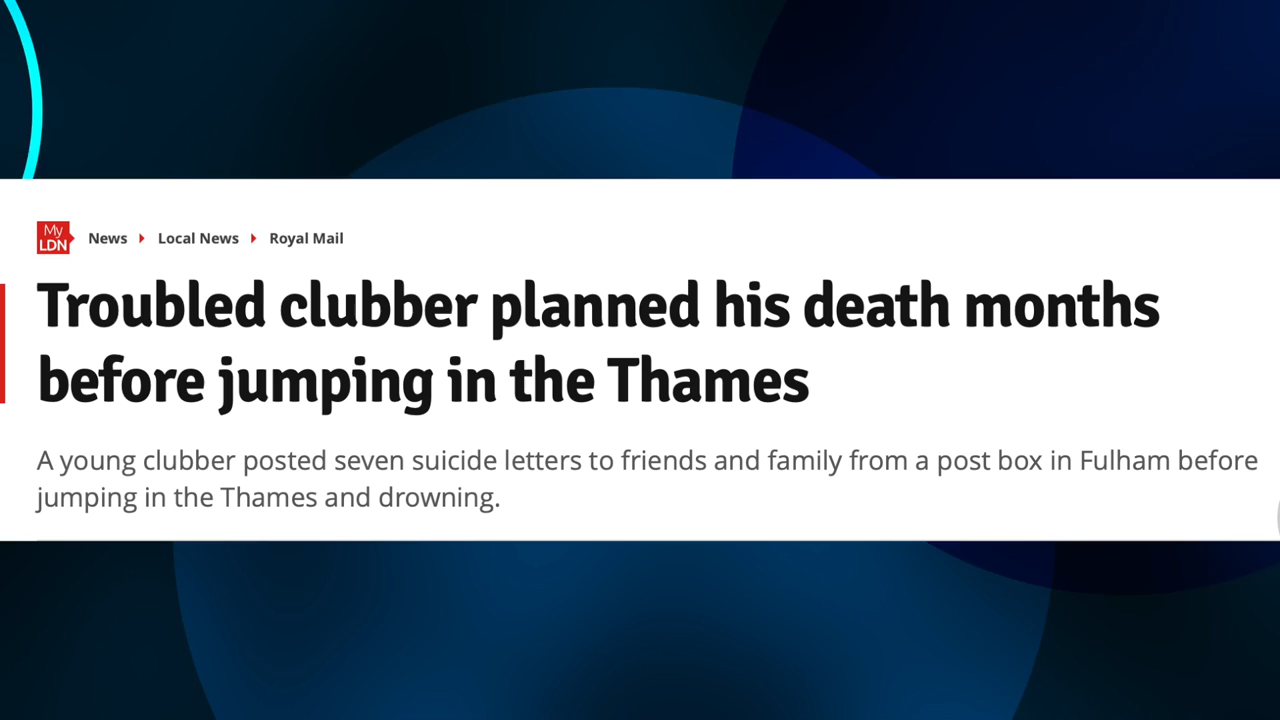 My
LDN
News Local News Royal Mail
Troubled clubber planned his death months
before jumping in the Thames
A young clubber posted seven suicide letters to friends and family from a post box in Fulham before
jumping in the Thames and drowning.